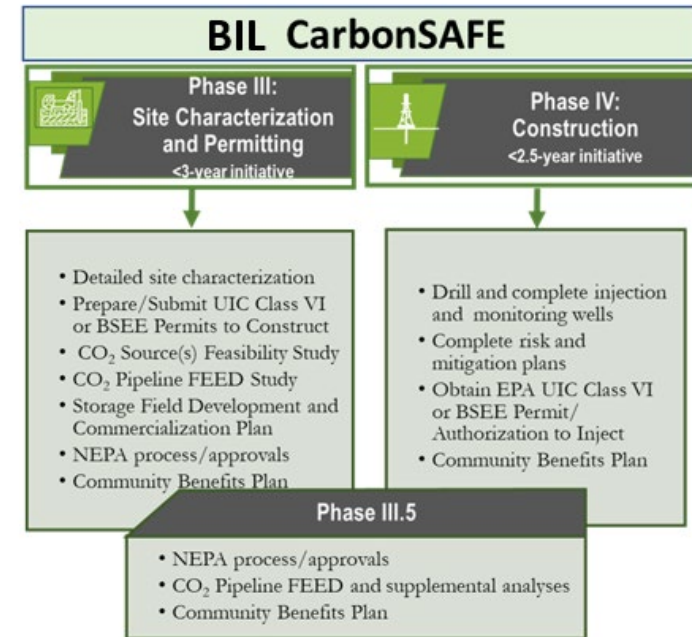 BIL CarbonSAFE
Phase III:
Site Characterization
and Permitting
<3-year initiative
• Detailed site characterization
• Prepare/Submit UIC Class VI
or BSEE Permits to Construct
• CO₂ Source(s) Feasibility Study
• CO₂ Pipeline FEED Study
• Storage Field Development and
Commercialization Plan
• NEPA process/approvals
• Community Benefits Plan
Phase IV:
Construction
<2.5-year initiative
• Drill and complete injection
and monitoring wells
• Complete risk and
mitigation plans
• Obtain EPA UIC Class VI
or BSEE Permit/
Authorization to Inject
• Community Benefits Plan
Phase III.5
• NEPA process/approvals
• CO₂ Pipeline FEED and supplemental analyses
• Community Benefits Plan